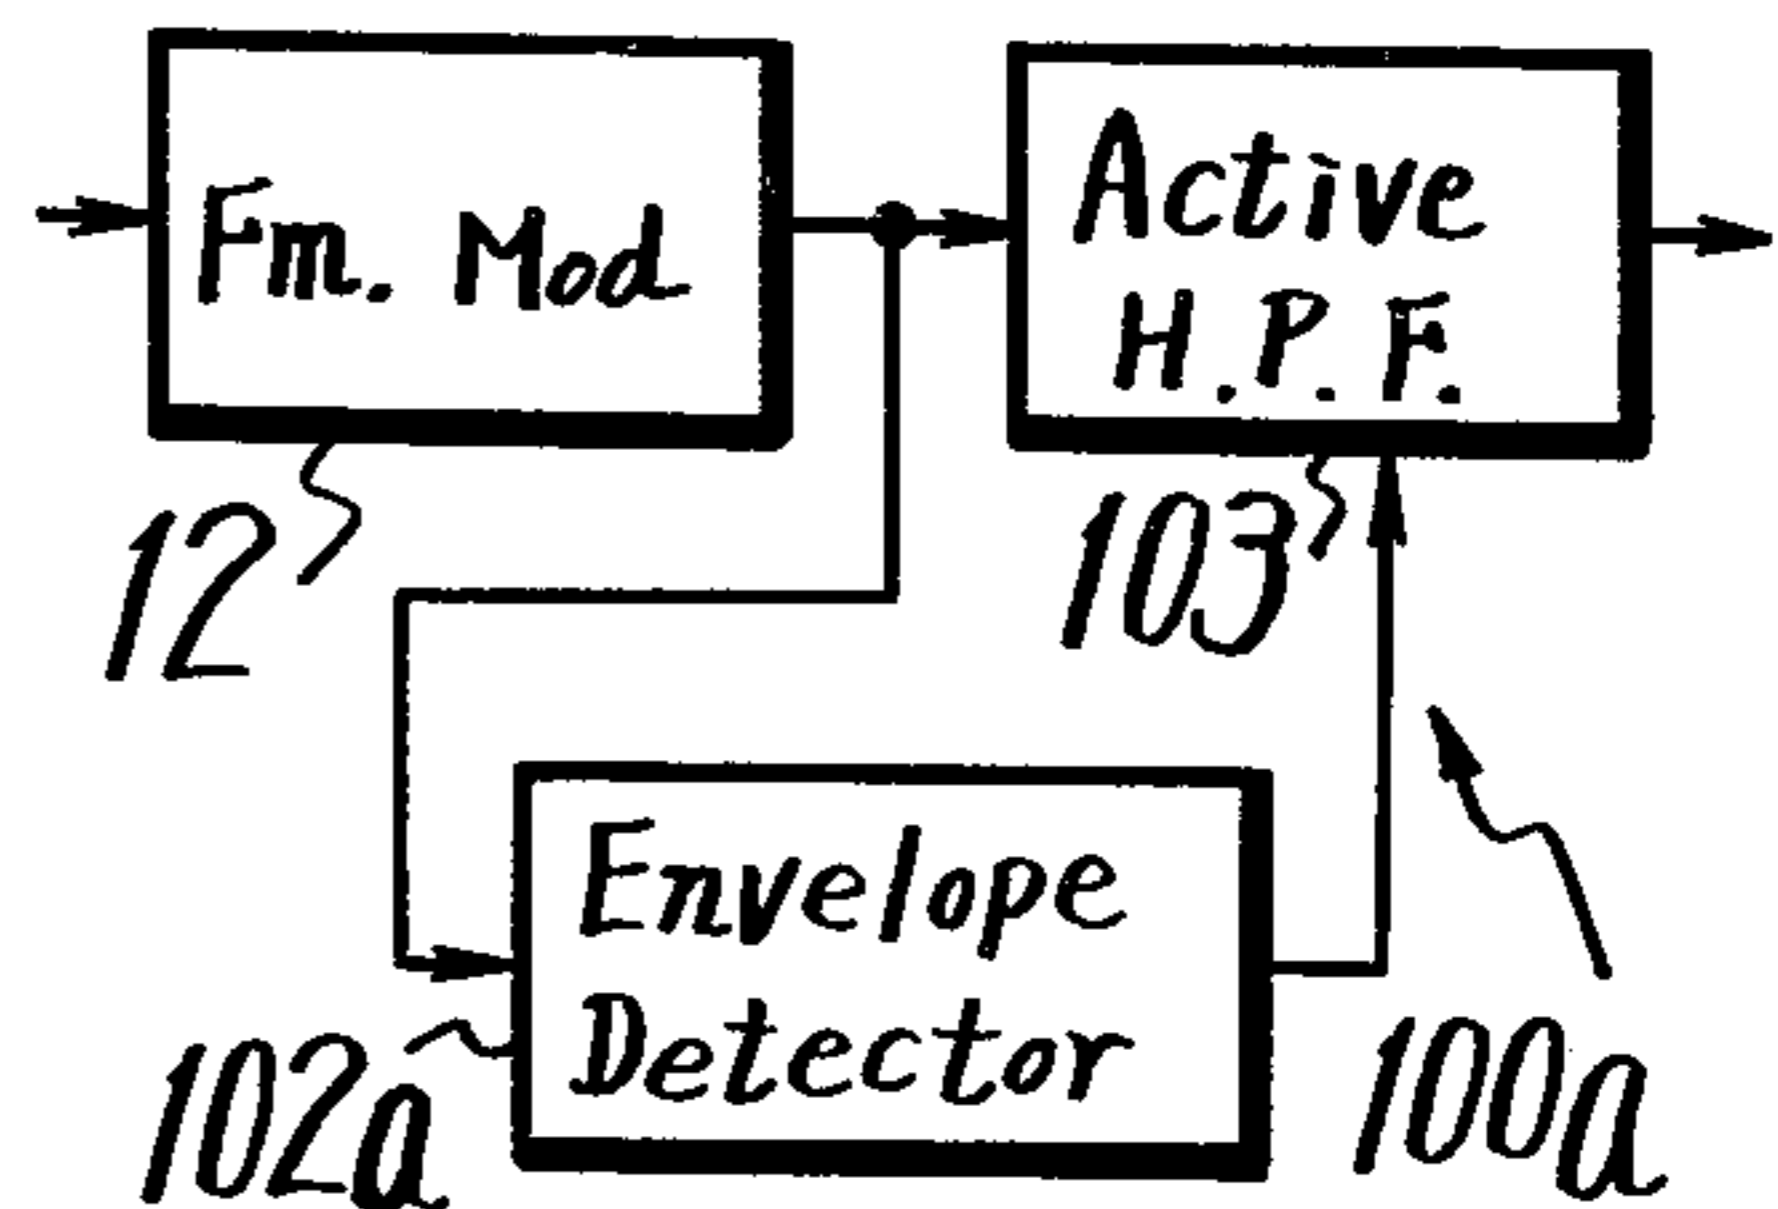 Fm. Mod
Active
H.P.F.
12
103
Envelope
Detector
102a
100a